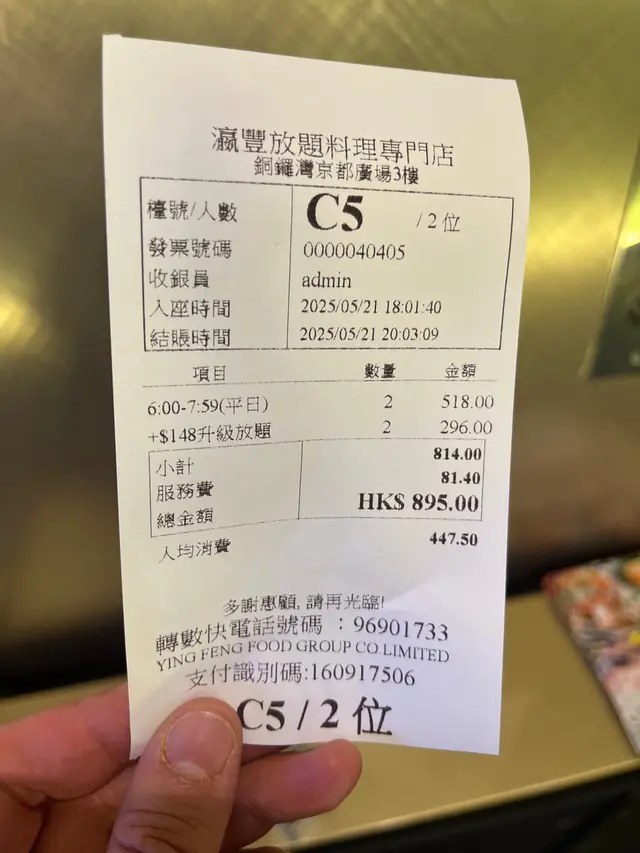 瀛豐放題料理專門店
銅鑼灣京都廣場3樓
檯號/人數 C5 / 2 位
發票號碼 0000040405
收銀員 admin
入座時間 2025/05/21 18:01:40
結賬時間 2025/05/21 20:03:09
項目 數量 金額
6:00-7:59(平日) 2 518.00
+$148升級放題 2 296.00
小計 814.00
服務費 81.40
總金額 HK$ 895.00
人均消費 447.50
多謝惠顧, 請再光臨!
轉數快電話號碼 ：96901733
YING FENG FOOD GROUP CO.LIMITED
支付識別碼:160917506
C5 / 2 位